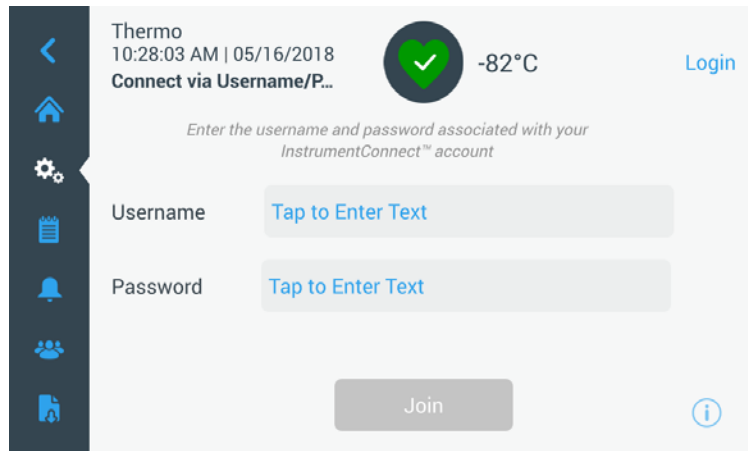 Thermo
10:28:03 AM | 05/16/2018
Connect via Username/P...
-82°C
Login
Enter the username and password associated with your
InstrumentConnect™ account
Username
Tap to Enter Text
Password
Tap to Enter Text
Join